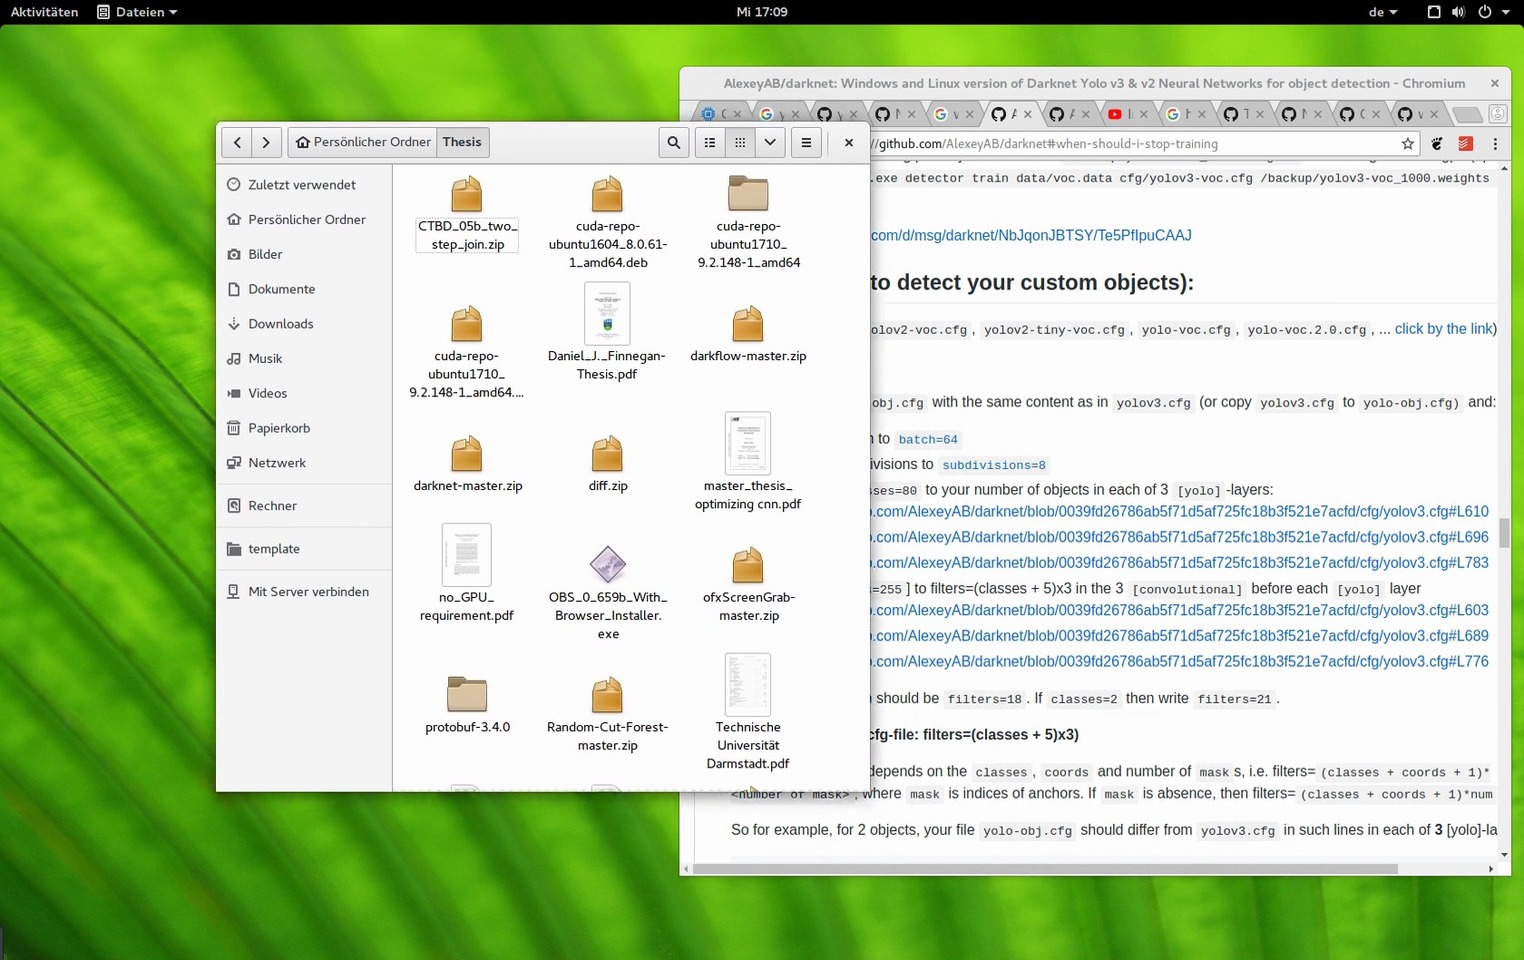 Aktivitäten
Dateien
Mi 17:09
de
AlexeyAB/darknet: Windows and Linux version of Darknet Yolo v3 & v2 Neural Networks for object detection - Chromium
Persönlicher Ordner
Thesis
//github.com/AlexeyAB/darknet#when-should-i-stop-training
Zuletzt verwendet
Persönlicher Ordner
Bilder
Dokumente
Downloads
Musik
Videos
Papierkorb
Netzwerk
Rechner
template
Mit Server verbinden
CTBD_05b_two_
step_join.zip
cuda-repo-
ubuntu1604_8.0.61-
1_amd64.deb
cuda-repo-
ubuntu1710_
9.2.148-1_amd64
cuda-repo-
ubuntu1710_
9.2.148-1_amd64....
Daniel_J._Finnegan-
Thesis.pdf
darkflow-master.zip
darknet-master.zip
diff.zip
master_thesis_
optimizing cnn.pdf
no_GPU_
requirement.pdf
OBS_0_659b_With_
Browser_Installer.
exe
ofxScreenGrab-
master.zip
protobuf-3.4.0
Random-Cut-Forest-
master.zip
Technische
Universität
Darmstadt.pdf
.exe detector train data/voc.data cfg/yolov3-voc.cfg /backup/yolov3-voc_1000.weights
com/d/msg/darknet/NbJqonJBTSY/Te5PfIpuCAAJ
to detect your custom objects):
olov2-voc.cfg , yolov2-tiny-voc.cfg , yolo-voc.cfg , yolo-voc.2.0.cfg , ... click by the link)
obj.cfg with the same content as in yolov3.cfg (or copy yolov3.cfg to yolo-obj.cfg) and:
n to batch=64
ivisions to subdivisions=8
sses=80 to your number of objects in each of 3 [yolo] -layers:
b.com/AlexeyAB/darknet/blob/0039fd26786ab5f71d5af725fc18b3f521e7acfd/cfg/yolov3.cfg#L610
b.com/AlexeyAB/darknet/blob/0039fd26786ab5f71d5af725fc18b3f521e7acfd/cfg/yolov3.cfg#L696
b.com/AlexeyAB/darknet/blob/0039fd26786ab5f71d5af725fc18b3f521e7acfd/cfg/yolov3.cfg#L783
s=255 ] to filters=(classes + 5)x3 in the 3 [convolutional] before each [yolo] layer
b.com/AlexeyAB/darknet/blob/0039fd26786ab5f71d5af725fc18b3f521e7acfd/cfg/yolov3.cfg#L603
b.com/AlexeyAB/darknet/blob/0039fd26786ab5f71d5af725fc18b3f521e7acfd/cfg/yolov3.cfg#L689
b.com/AlexeyAB/darknet/blob/0039fd26786ab5f71d5af725fc18b3f521e7acfd/cfg/yolov3.cfg#L776
should be filters=18 . If classes=2 then write filters=21 .
cfg-file: filters=(classes + 5)x3)
depends on the classes , coords and number of mask s, i.e. filters= (classes + coords + 1)*
<number of mask> , where mask is indices of anchors. If mask is absence, then filters= (classes + coords + 1)*num
So for example, for 2 objects, your file yolo-obj.cfg should differ from yolov3.cfg in such lines in each of 3 [yolo]-la